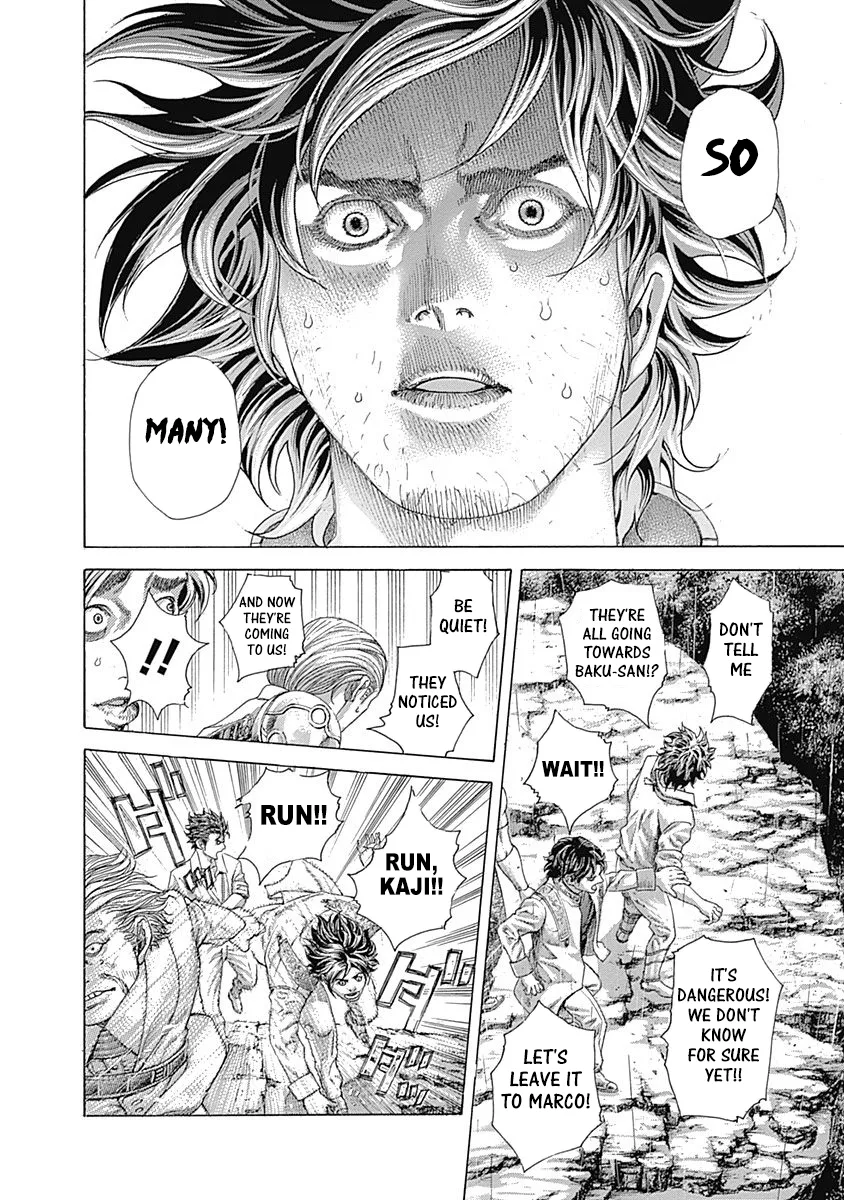 SO
MANY!
DON'T
TELL
ME
THEY'RE
ALL GOING
TOWARDS
BAKU-SAN!?
WAIT!!
IT'S
DANGEROUS!
WE DON'T
KNOW
FOR SURE
YET!!
LET'S
LEAVE IT
TO MARCO!
BE
QUIET!
THEY
NOTICED
US!
AND NOW
THEY'RE
COMING
TO US!
!!
RUN!!
RUN,
KAJI!!